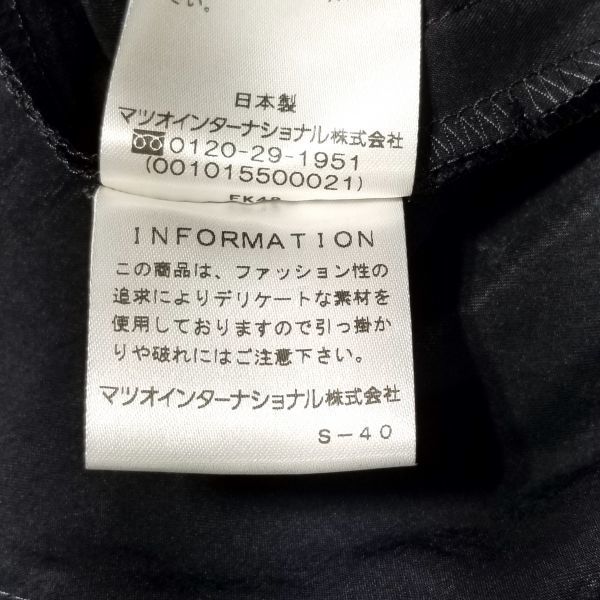 さい。
日本製
マツオインターナショナル株式会社
0120-29-1951
(001015500021)
INFORMATION
この商品は、ファッション性の
追求によりデリケートな素材を
使用しておりますので引っ掛か
りや破れにはご注意下さい。
マツオインターナショナル株式会社
S-40